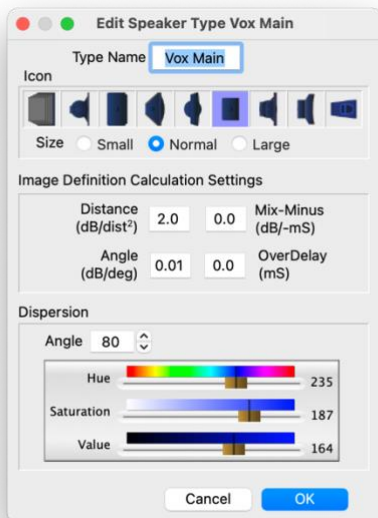 Edit Speaker Type Vox Main
Type Name Vox Main
Icon
Size Small Normal Large
Image Definition Calculation Settings
Distance (dB/dist²) 2.0 0.0 Mix-Minus (dB/-mS)
Angle (dB/deg) 0.01 0.0 OverDelay (mS)
Dispersion
Angle 80
Hue 235
Saturation 187
Value 164
Cancel OK